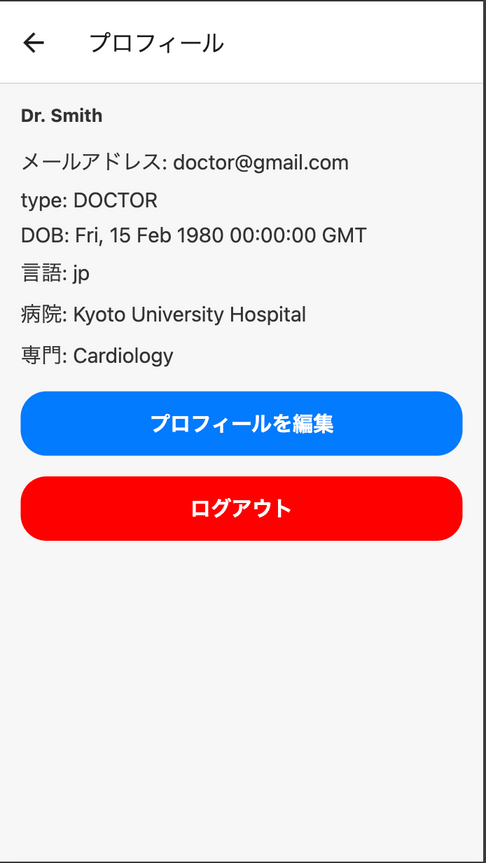 プロフィール
Dr. Smith
メールアドレス: doctor@gmail.com
type: DOCTOR
DOB: Fri, 15 Feb 1980 00:00:00 GMT
言語: jp
病院: Kyoto University Hospital
専門: Cardiology
プロフィールを編集
ログアウト